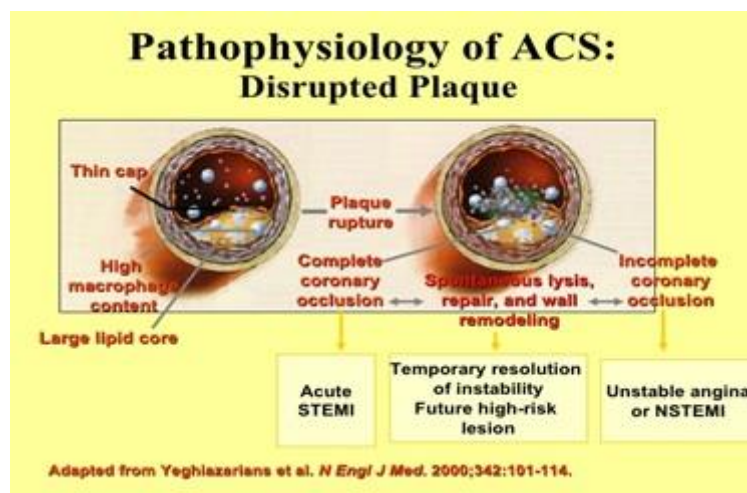 Pathophysiology of ACS:
Disrupted Plaque
Thin cap
High
macrophage
content
Large lipid core
Plaque
rupture
Complete
coronary
occlusion
Spontaneous lysis,
repair, and wall
remodeling
Incomplete
coronary
occlusion
Acute
STEMI
Temporary resolution
of instability
Future high-risk
lesion
Unstable angina
or NSTEMI
Adapted from Yeghiazarians et al. N Engl J Med. 2000;342:101-114.